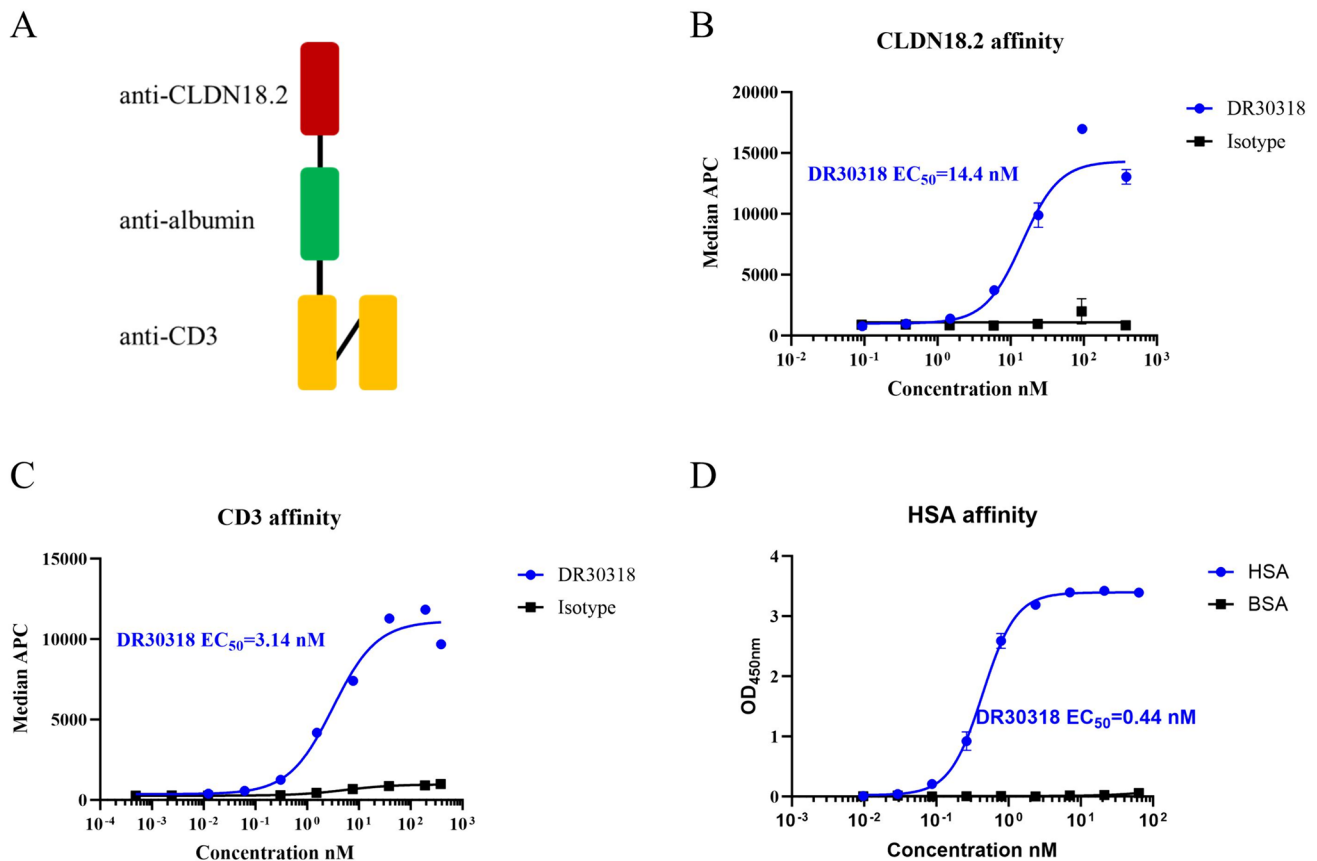 A
anti-CLDN18.2
anti-albumin
anti-CD3
B
CLDN18.2 affinity
Median APC
20000
15000
10000
5000
0
DR30318 EC50=14.4 nM
10-2 10-1 100 101 102 103
Concentration nM
DR30318
Isotype
C
CD3 affinity
Median APC
15000
10000
5000
0
DR30318 EC50=3.14 nM
10-4 10-3 10-2 10-1 100 101 102 103
Concentration nM
DR30318
Isotype
D
HSA affinity
OD450nm
4
3
2
1
0
DR30318 EC50=0.44 nM
10-3 10-2 10-1 100 101 102
Concentration nM
HSA
BSA